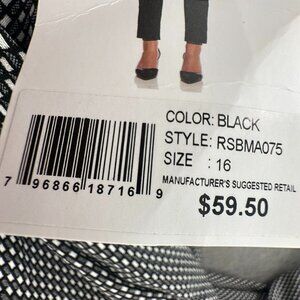 COLOR: BLACK
STYLE: RSBMA075
SIZE : 16
MANUFACTURER'S SUGGESTED RETAIL
$59.50
7 96866 18716 9